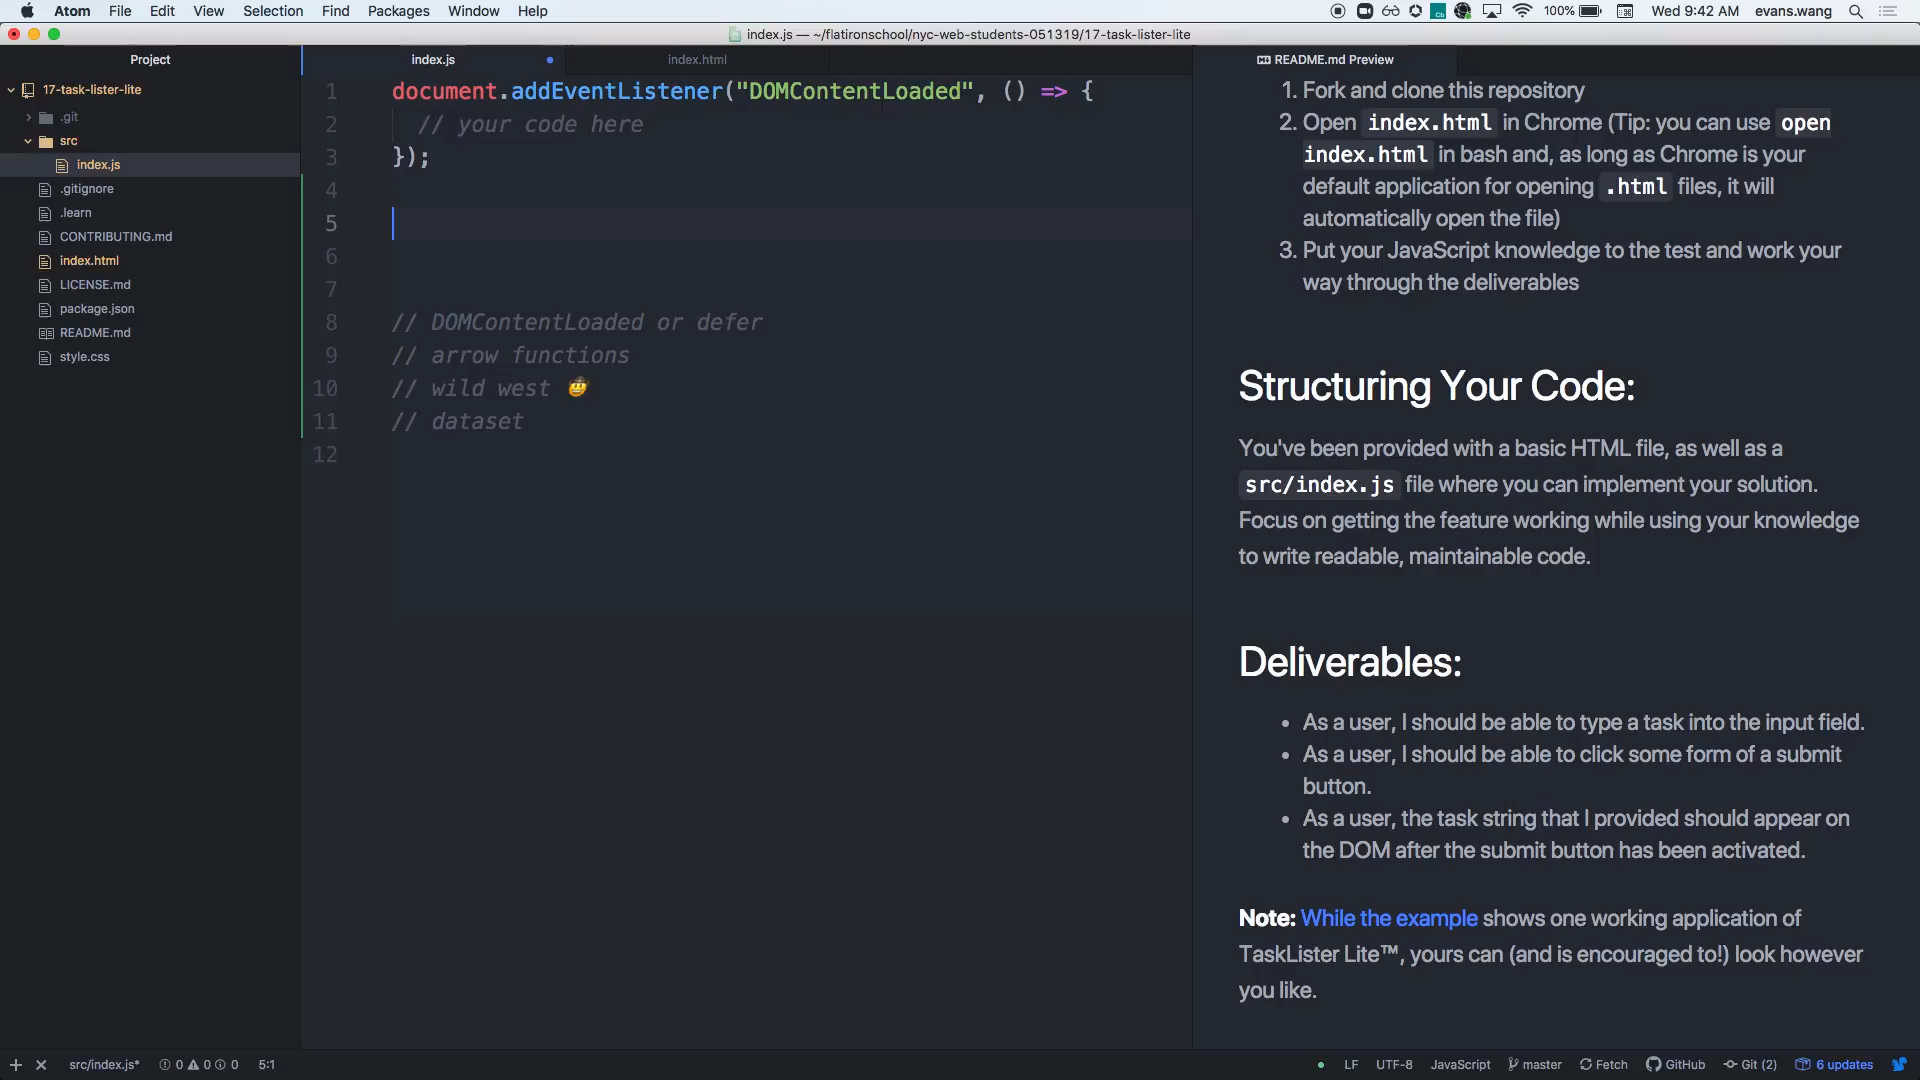 Atom File Edit View Selection Find Packages Window Help
100% Wed 9:42 AM evans.wang
index.js — ~/flatironschool/nyc-web-students-051319/17-task-lister-lite
Project
17-task-lister-lite
.git
src
index.js
.gitignore
.learn
CONTRIBUTING.md
index.html
LICENSE.md
package.json
README.md
style.css
index.js
index.html
1 document.addEventListener("DOMContentLoaded", () => {
2 // your code here
3 });
4
5
6
7
8 // DOMContentLoaded or defer
9 // arrow functions
10 // wild west 🤠
11 // dataset
12
README.md Preview
1. Fork and clone this repository
2. Open index.html in Chrome (Tip: you can use open
index.html in bash and, as long as Chrome is your
default application for opening .html files, it will
automatically open the file)
3. Put your JavaScript knowledge to the test and work your
way through the deliverables
Structuring Your Code:
You've been provided with a basic HTML file, as well as a
src/index.js file where you can implement your solution.
Focus on getting the feature working while using your knowledge
to write readable, maintainable code.
Deliverables:
• As a user, I should be able to type a task into the input field.
• As a user, I should be able to click some form of a submit
button.
• As a user, the task string that I provided should appear on
the DOM after the submit button has been activated.
Note: While the example shows one working application of
TaskLister Lite™, yours can (and is encouraged to!) look however
you like.
src/index.js* 0 0 0 5:1
LF UTF-8 JavaScript master Fetch GitHub Git (2) 6 updates